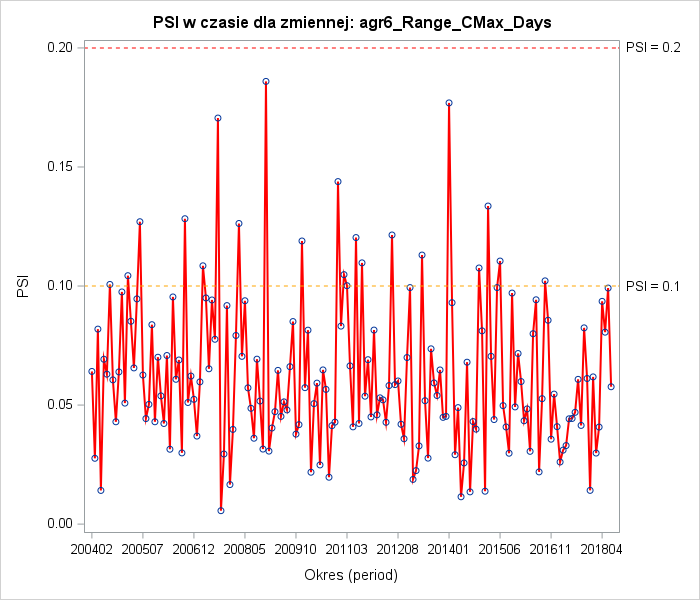 PSI w czasie dla zmiennej: agr6_Range_CMax_Days
0.20
PSI = 0.2
0.15
PSI
0.10
PSI = 0.1
0.05
0.00
200402 200507 200612 200805 200910 201103 201208 201401 201506 201611 201804
Okres (period)